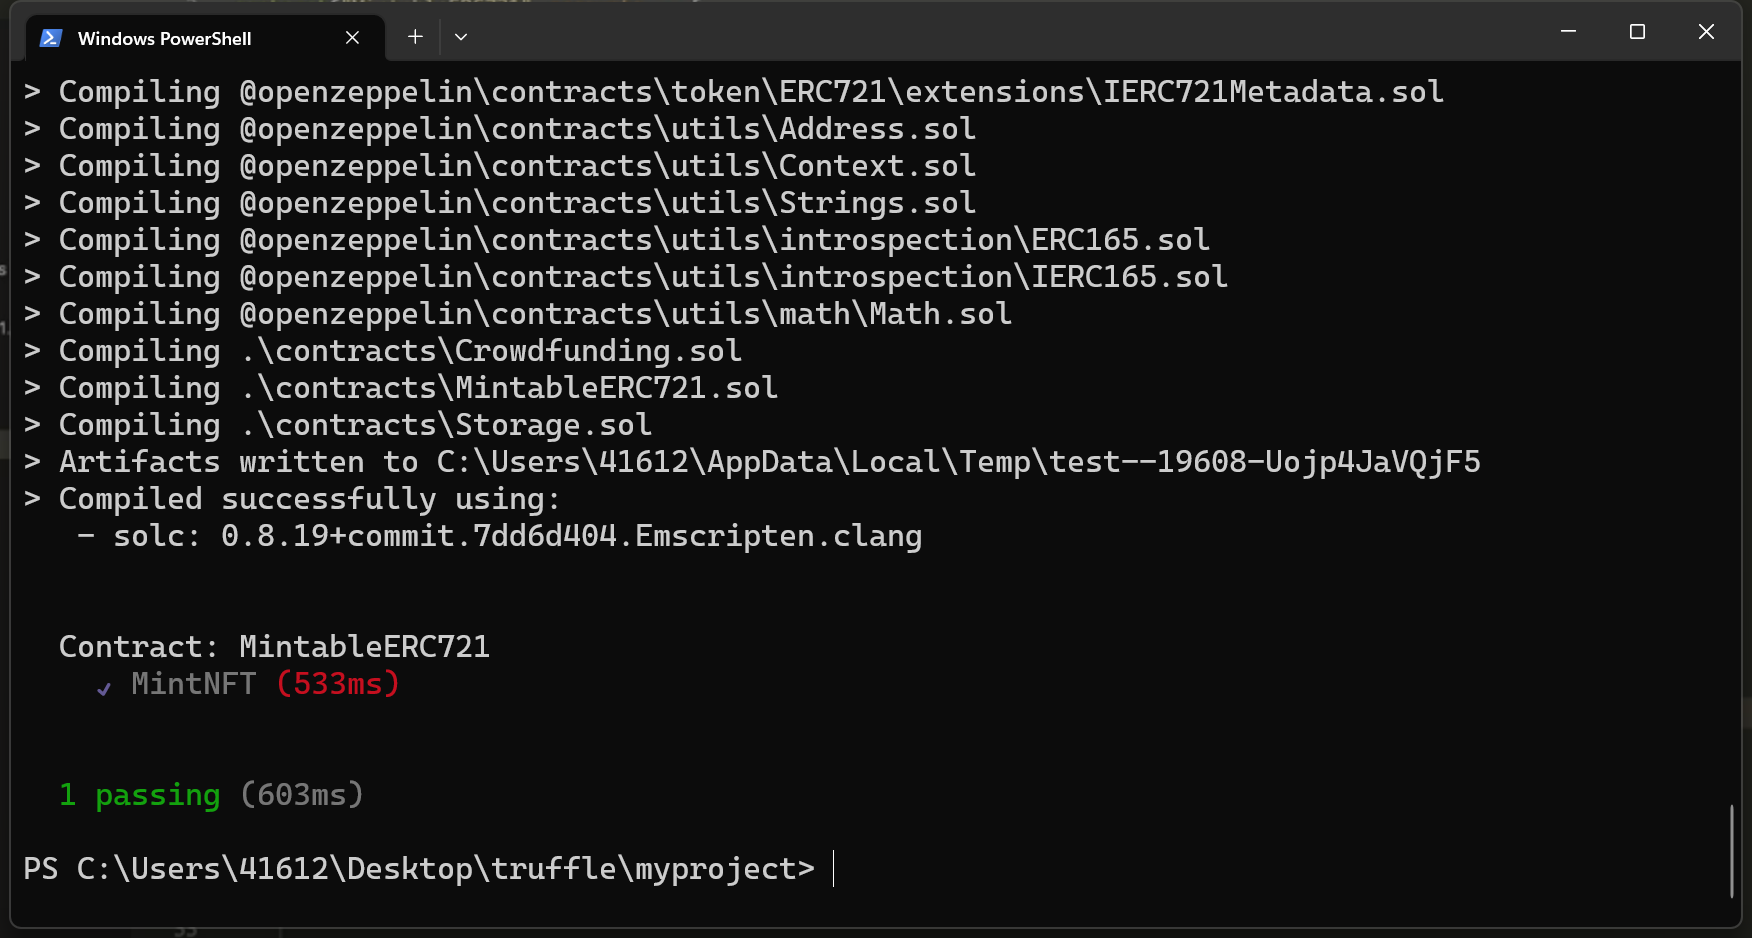 Windows PowerShell
> Compiling @openzeppelin\contracts\token\ERC721\extensions\IERC721Metadata.sol
> Compiling @openzeppelin\contracts\utils\Address.sol
> Compiling @openzeppelin\contracts\utils\Context.sol
> Compiling @openzeppelin\contracts\utils\Strings.sol
> Compiling @openzeppelin\contracts\utils\introspection\ERC165.sol
> Compiling @openzeppelin\contracts\utils\introspection\IERC165.sol
> Compiling @openzeppelin\contracts\utils\math\Math.sol
> Compiling .\contracts\Crowdfunding.sol
> Compiling .\contracts\MintableERC721.sol
> Compiling .\contracts\Storage.sol
> Artifacts written to C:\Users\41612\AppData\Local\Temp\test--19608-Uojp4JaVQjF5
> Compiled successfully using:
- solc: 0.8.19+commit.7dd6d404.Emscripten.clang
Contract: MintableERC721
✓ MintNFT (533ms)
1 passing (603ms)
PS C:\Users\41612\Desktop\truffle\myproject>